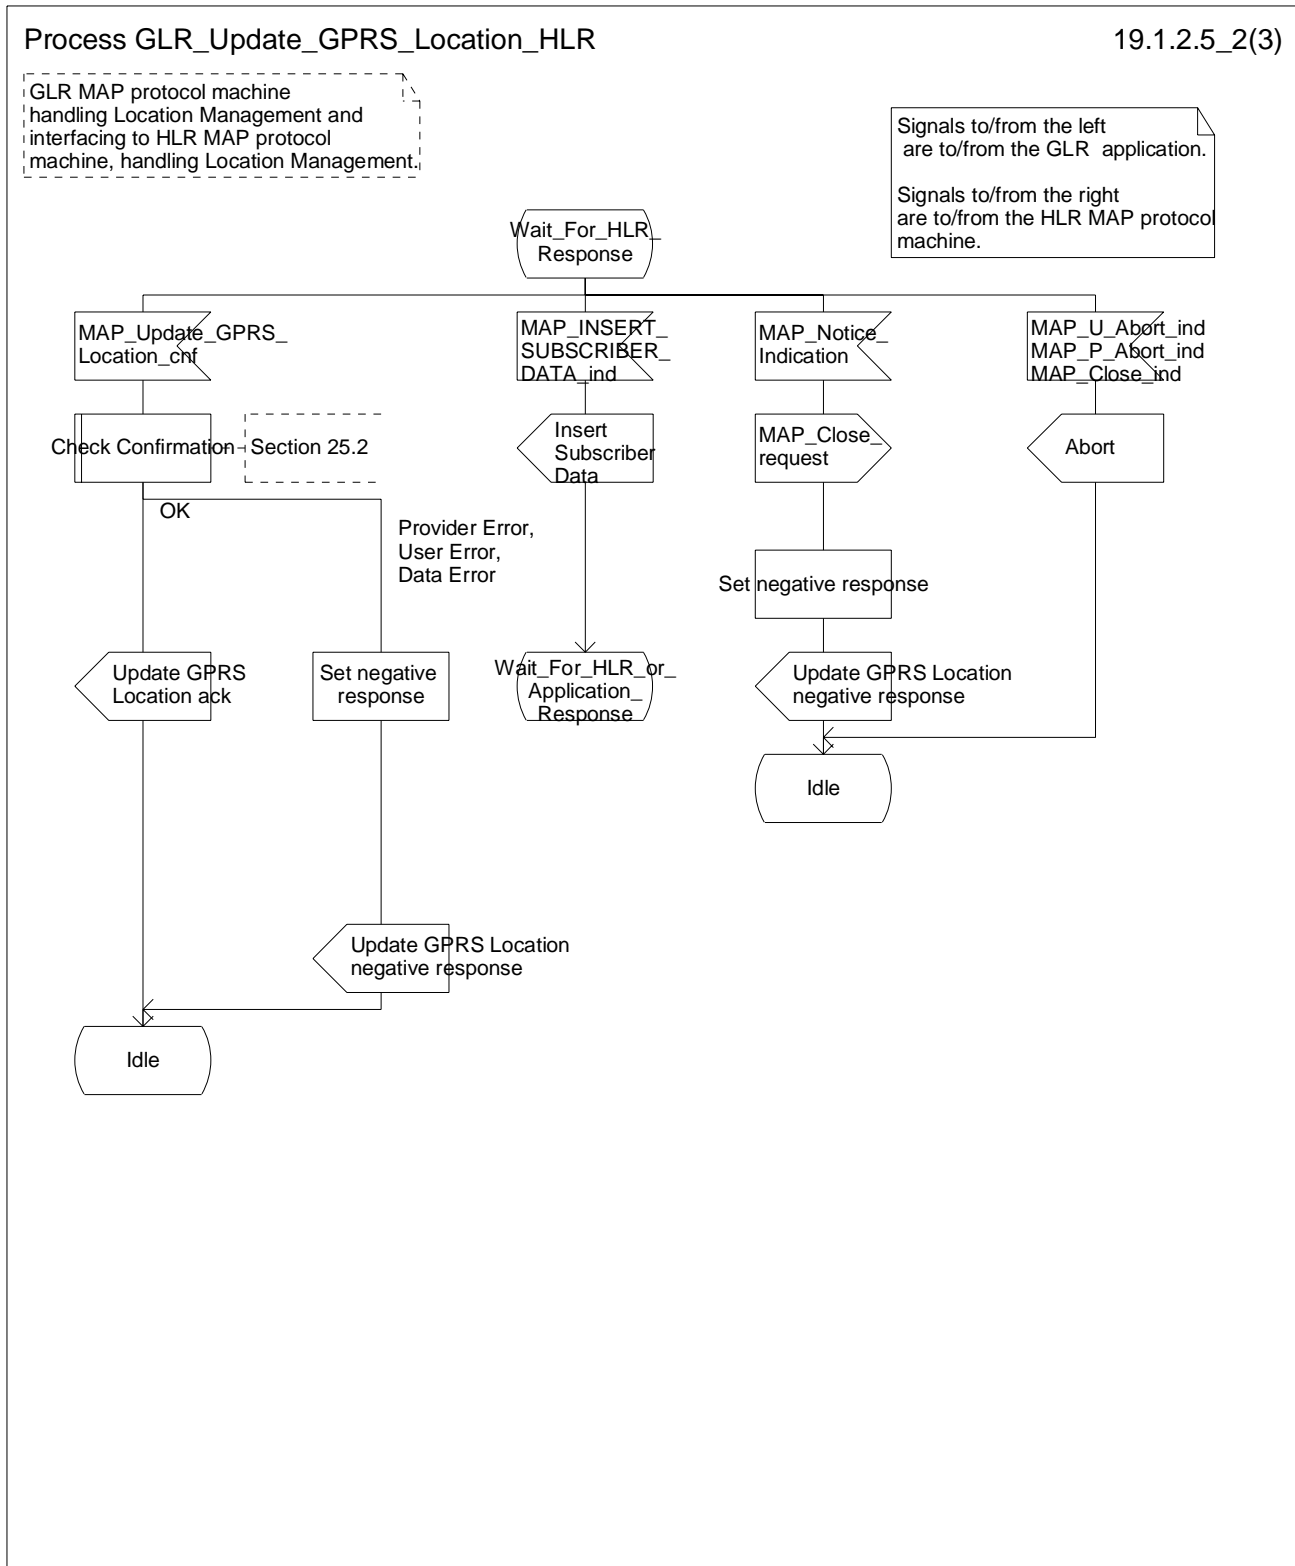 Process GLR_Update_GPRS_Location_HLR
19.1.2.5_2(3)
GLR MAP protocol machine
handling Location Management and
interfacing to HLR MAP protocol
machine, handling Location Management.
Signals to/from the left
are to/from the GLR application.
Signals to/from the right
are to/from the HLR MAP protocol
machine.
Wait_For_HLR_
Response
MAP_Update_GPRS_
Location_cnf
MAP_INSERT_
SUBSCRIBER_
DATA_ind
MAP_Notice_
Indication
MAP_U_Abort_ind
MAP_P_Abort_ind
MAP_Close_ind
Check Confirmation
Section 25.2
Insert
Subscriber
Data
MAP_Close_
request
Abort
OK
Provider Error,
User Error,
Data Error
Set negative response
Update GPRS
Location ack
Set negative
response
Wait_For_HLR_or_
Application_
Response
Update GPRS Location
negative response
Idle
Update GPRS Location
negative response
Idle